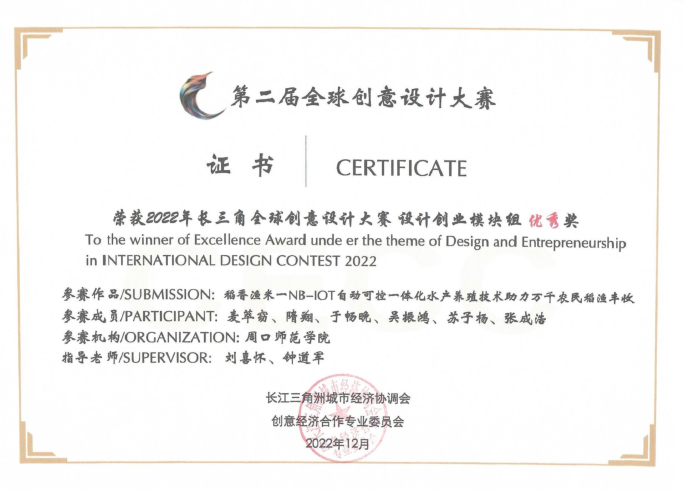 第二届全球创意设计大赛
证书
CERTIFICATE
荣获2022年长三角全球创意设计大赛 设计创业模块组 优秀奖
To the winner of Excellence Award unde er the theme of Design and Entrepreneurship
in INTERNATIONAL DESIGN CONTEST 2022
参赛作品/SUBMISSION: 稻香渔米—NB-IOT自动可控一体化水产养殖技术助力万千农民稻渔丰收
参赛成员/PARTICIPANT: 麦苹窈、隋翔、于畅晚、吴振鸿、苏子杨、张成浩
参赛机构/ORGANIZATION: 周口师范学院
指导老师/SUPERVISOR: 刘喜怀、钟道军
长江三角洲城市经济协调会
创意经济合作专业委员会
2022年12月